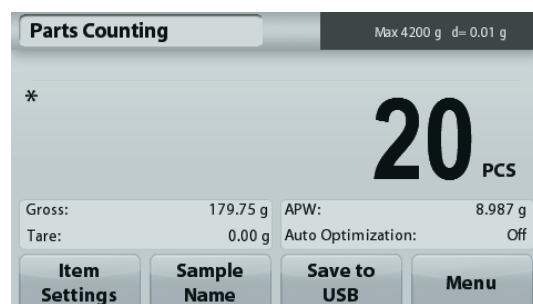 Parts Counting
Max 4200 g d= 0.01 g
*
20 PCS
Gross: 179.75 g APW: 8.987 g
Tare: 0.00 g Auto Optimization: Off
Item Settings
Sample Name
Save to USB
Menu